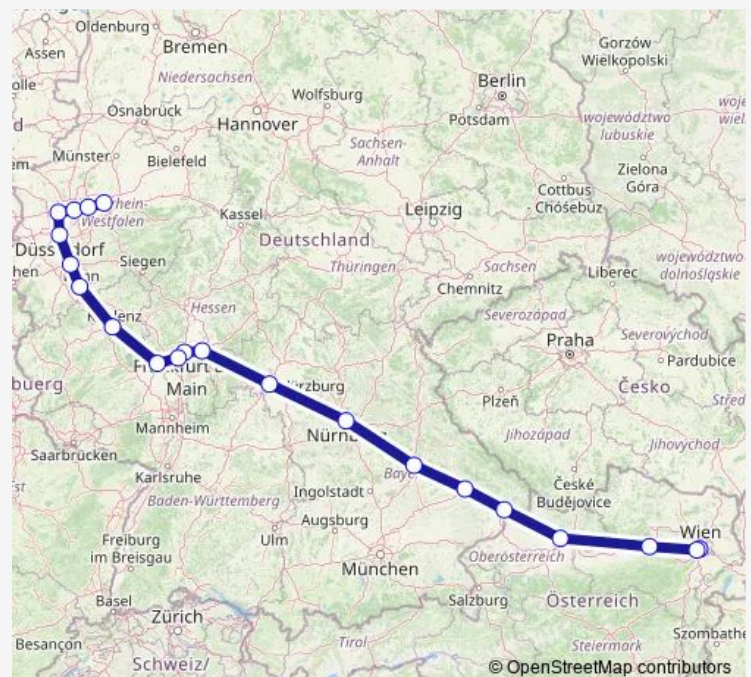 Oldenburg
Assen
Bremen
Niedersachsen
Gorzów
Wielkopolski
Berlin
Potsdam
Wolfsburg
Osnabrück
Hannover
województwo
lubuskie
Münster
Bielefeld
Sachsen-
Anhalt
Zielona
Góra
Cottbus
- Chóśebuz
Westfalen
Kassel
Leipzig
Siegen
Deutschland
Thüringen
Sachsen
Chemnitz
Liberec
województwo
dolnośląskie
Hessen
Severozápad
Praha
Severovýchod
Pardubice
Main
Plzeň
Česko
Mannheim
Jihozápad
Jihovýchod
Saarbrücken
Karlsruhe
Baden-Württemberg
Ingolstadt
České
Budějovice
Augsburg
Ulm
Wien
Freiburg
im Breisgau
München
Oberösterreich
Basel
Zürich
Salzburg
Österreich
Besançon
Tirol
Steiermark
Schweiz/
© OpenStreetMap contributors